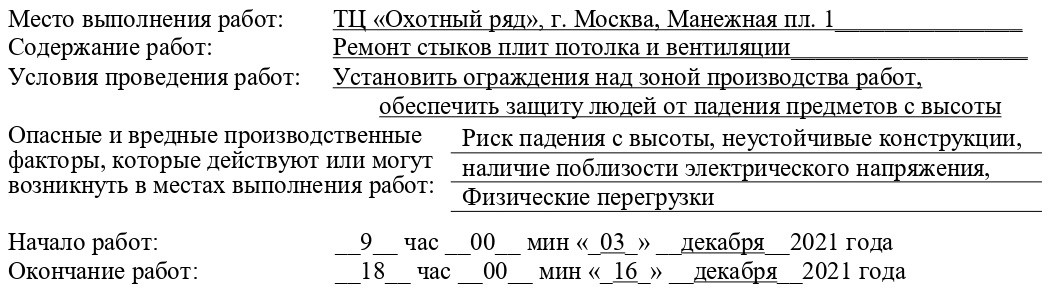 Место выполнения работ: ТЦ «Охотный ряд», г. Москва, Манежная пл. 1________________
Содержание работ: Ремонт стыков плит потолка и вентиляции____________________
Условия проведения работ: Установить ограждения над зоной производства работ,
обеспечить защиту людей от падения предметов с высоты
Опасные и вредные производственные
факторы, которые действуют или могут
возникнуть в местах выполнения работ:
Риск падения с высоты, неустойчивые конструкции,
наличие поблизости электрического напряжения,
Физические перегрузки
Начало работ: __9__ час __00__ мин «_03_» __декабря__2021 года
Окончание работ: __18__ час __00__ мин «_16_» __декабря__2021 года